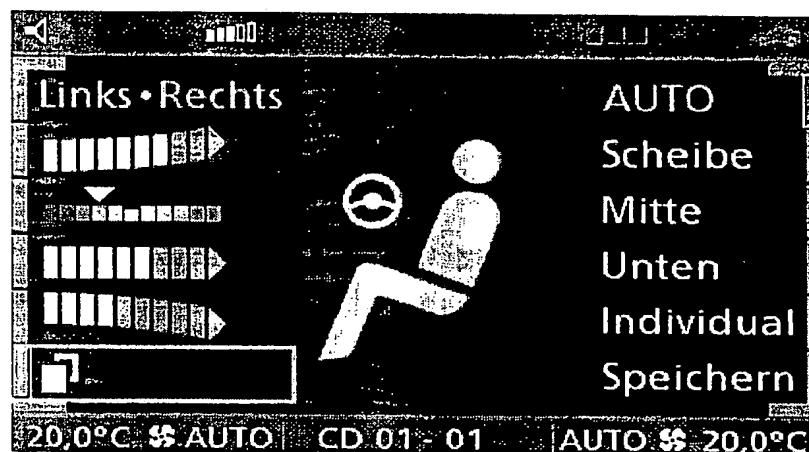 Links•Rechts
AUTO
Scheibe
Mitte
Unten
Individual
Speichern
20,0°C AUTO
CD 01 - 01
AUTO 20,0°C